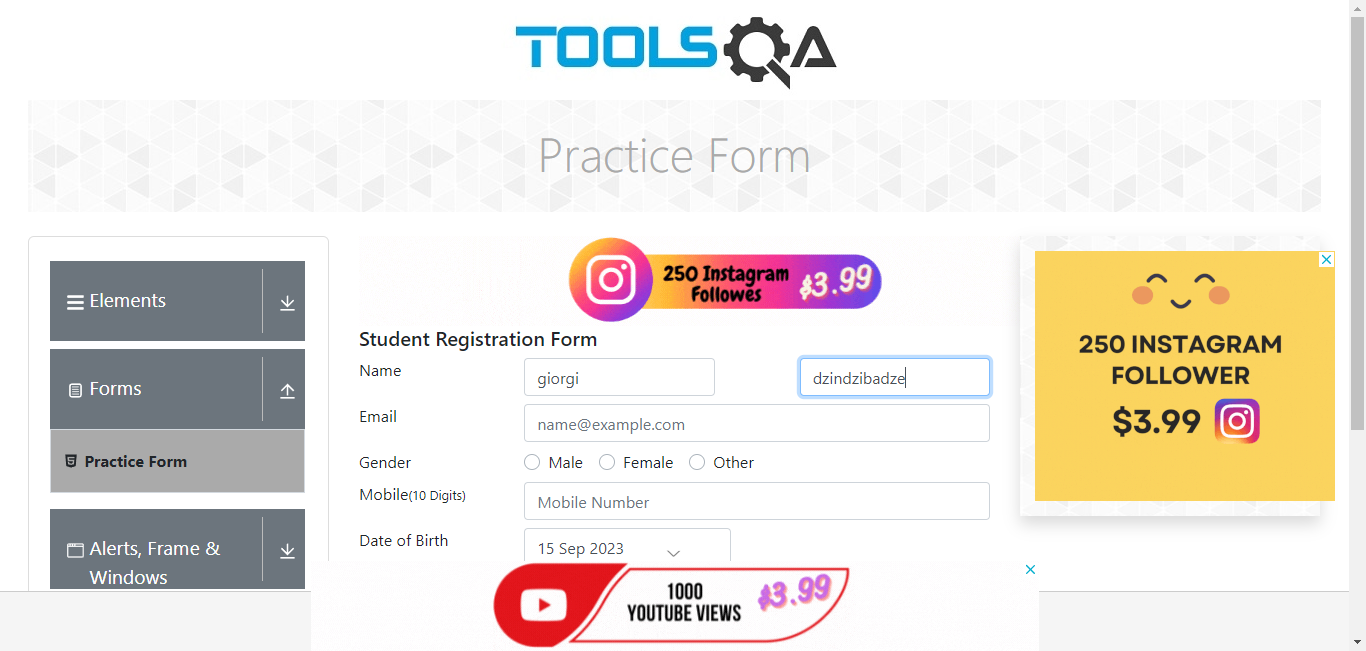 TOOLSQA
Practice Form
Elements
Forms
Practice Form
Alerts, Frame &
Windows
250 Instagram
Followes
$3.99
Student Registration Form
Name
giorgi
dzindzibadze
Email
name@example.com
Gender
Male
Female
Other
Mobile(10 Digits)
Mobile Number
Date of Birth
15 Sep 2023
250 INSTAGRAM
FOLLOWER
$3.99
1000
YOUTUBE VIEWS
$3.99